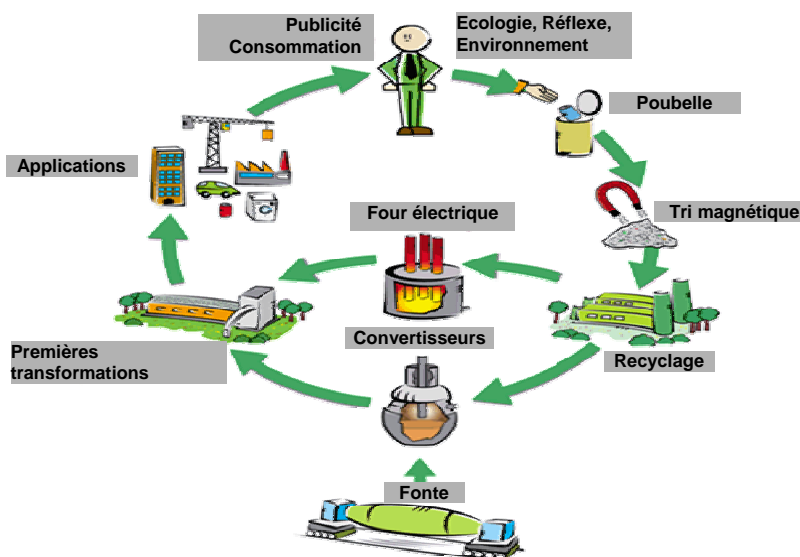 Publicité
Consommation
Ecologie, Réflexe,
Environnement
Poubelle
Applications
Tri magnétique
Four électrique
Convertisseurs
Premières
transformations
Recyclage
Fonte